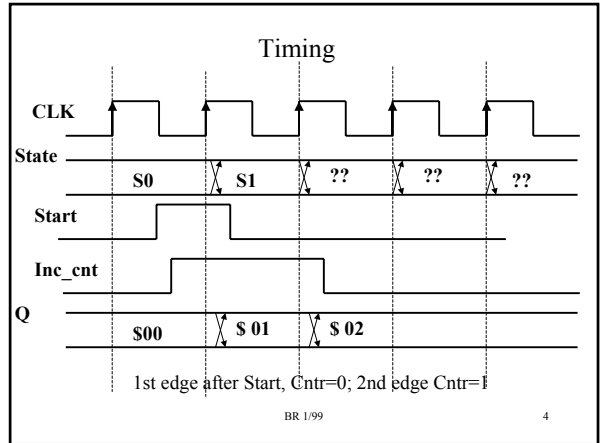 Timing
CLK
State
S0 S1 ?? ?? ??
Start
Inc_cnt
Q
$00 $ 01 $ 02
1st edge after Start, Cntr=0; 2nd edge Cntr=1
BR 1/99 4